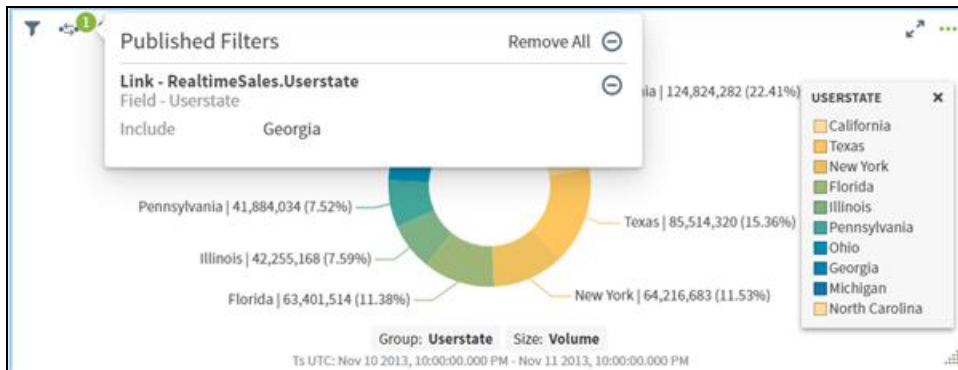 1
Published Filters
Remove All
Link - RealtimeSales.Userstate
Field - Userstate
Include Georgia
ia | 124,824,282 (22.41%)
Pennsylvania | 41,884,034 (7.52%)
Texas | 85,514,320 (15.36%)
Illinois | 42,255,168 (7.59%)
Florida | 63,401,514 (11.38%)
New York | 64,216,683 (11.53%)
USERSTATE
California
Texas
New York
Florida
Illinois
Pennsylvania
Ohio
Georgia
Michigan
North Carolina
Group: Userstate Size: Volume
Ts UTC: Nov 10 2013, 10:00:00.000 PM - Nov 11 2013, 10:00:00.000 PM